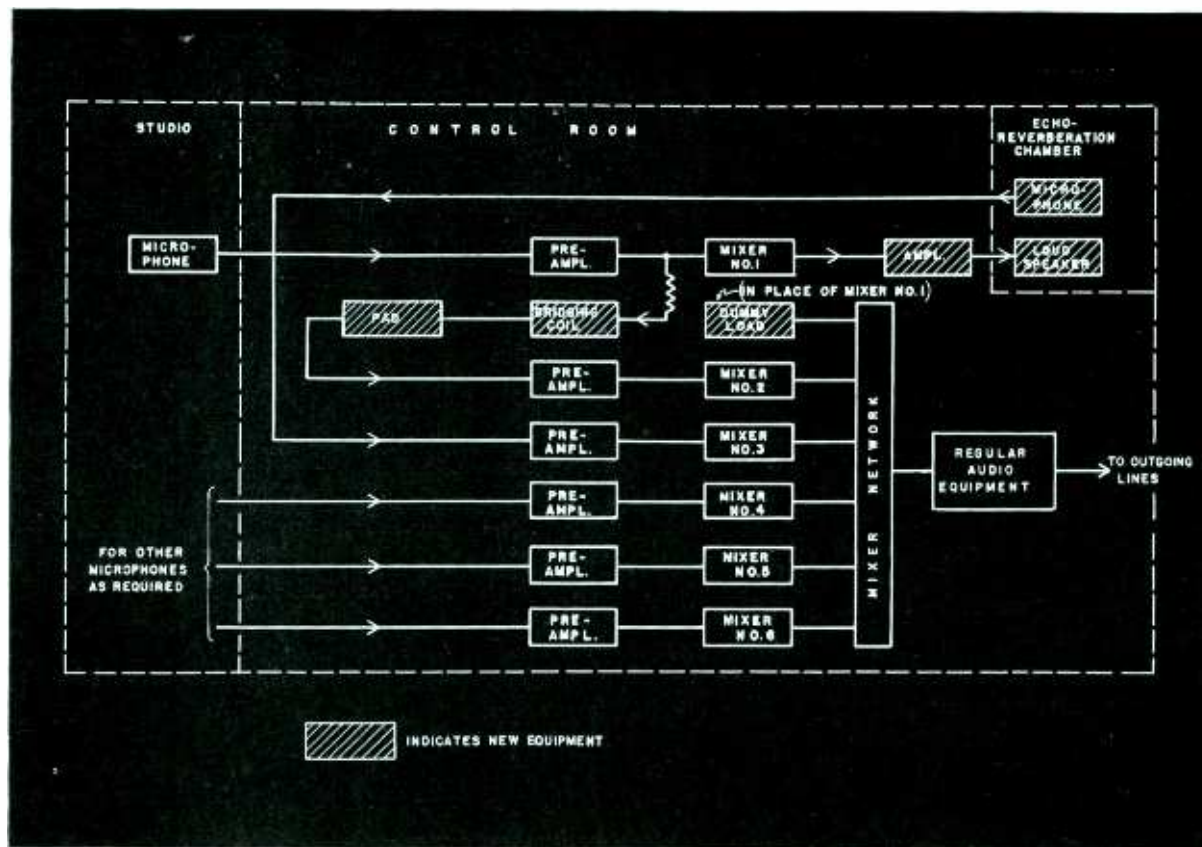 STUDIO
CONTROL ROOM
ECHO-
REVERBERATION
CHAMBER
MICRO-
PHONE
MICRO-
PHONE
PRE-
AMPL.
MIXER
NO.1
AMPL.
LOUD
SPEAKER
(IN PLACE OF MIXER NO.1)
PAD
BRIDGING
COIL
DUMMY
LOAD
PRE-
AMPL.
MIXER
NO.2
PRE-
AMPL.
MIXER
NO.3
MIXER NETWORK
REGULAR
AUDIO
EQUIPMENT
TO OUTGOING
LINES
PRE-
AMPL.
MIXER
NO.4
FOR OTHER
MICROPHONES
AS REQUIRED
PRE-
AMPL.
MIXER
NO.5
PRE-
AMPL.
MIXER
NO.6
INDICATES NEW EQUIPMENT